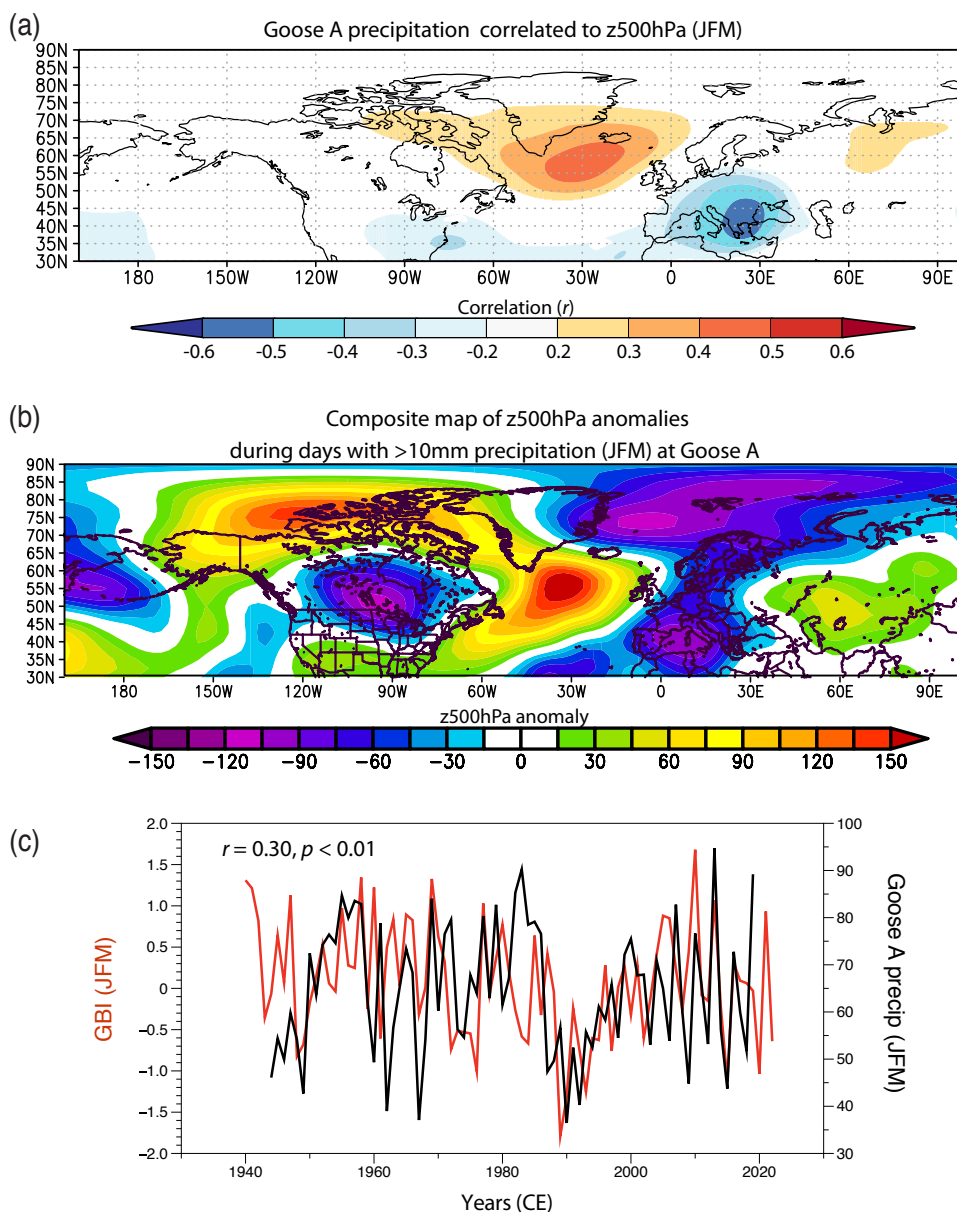 (a)
Goose A precipitation correlated to z500hPa (JFM)
90N
85N
80N
75N
70N
65N
60N
55N
50N
45N
40N
35N
30N
180 150W 120W 90W 60W 30W 0 30E 60E 90E
Correlation (r)
-0.6 -0.5 -0.4 -0.3 -0.2 0.2 0.3 0.4 0.5 0.6
(b)
Composite map of z500hPa anomalies
during days with >10mm precipitation (JFM) at Goose A
90N
85N
80N
75N
70N
65N
60N
55N
50N
45N
40N
35N
30N
180 150W 120W 90W 60W 30W 0 30E 60E 90E
z500hPa anomaly
−150 −120 −90 −60 −30 0 30 60 90 120 150
(c)
r = 0.30, p < 0.01
GBI (JFM)
2.0
1.5
1.0
0.5
0
−0.5
−1.0
−1.5
−2.0
100
90
80
70
60
50
40
30
Goose A precip (JFM)
1940 1960 1980 2000 2020
Years (CE)